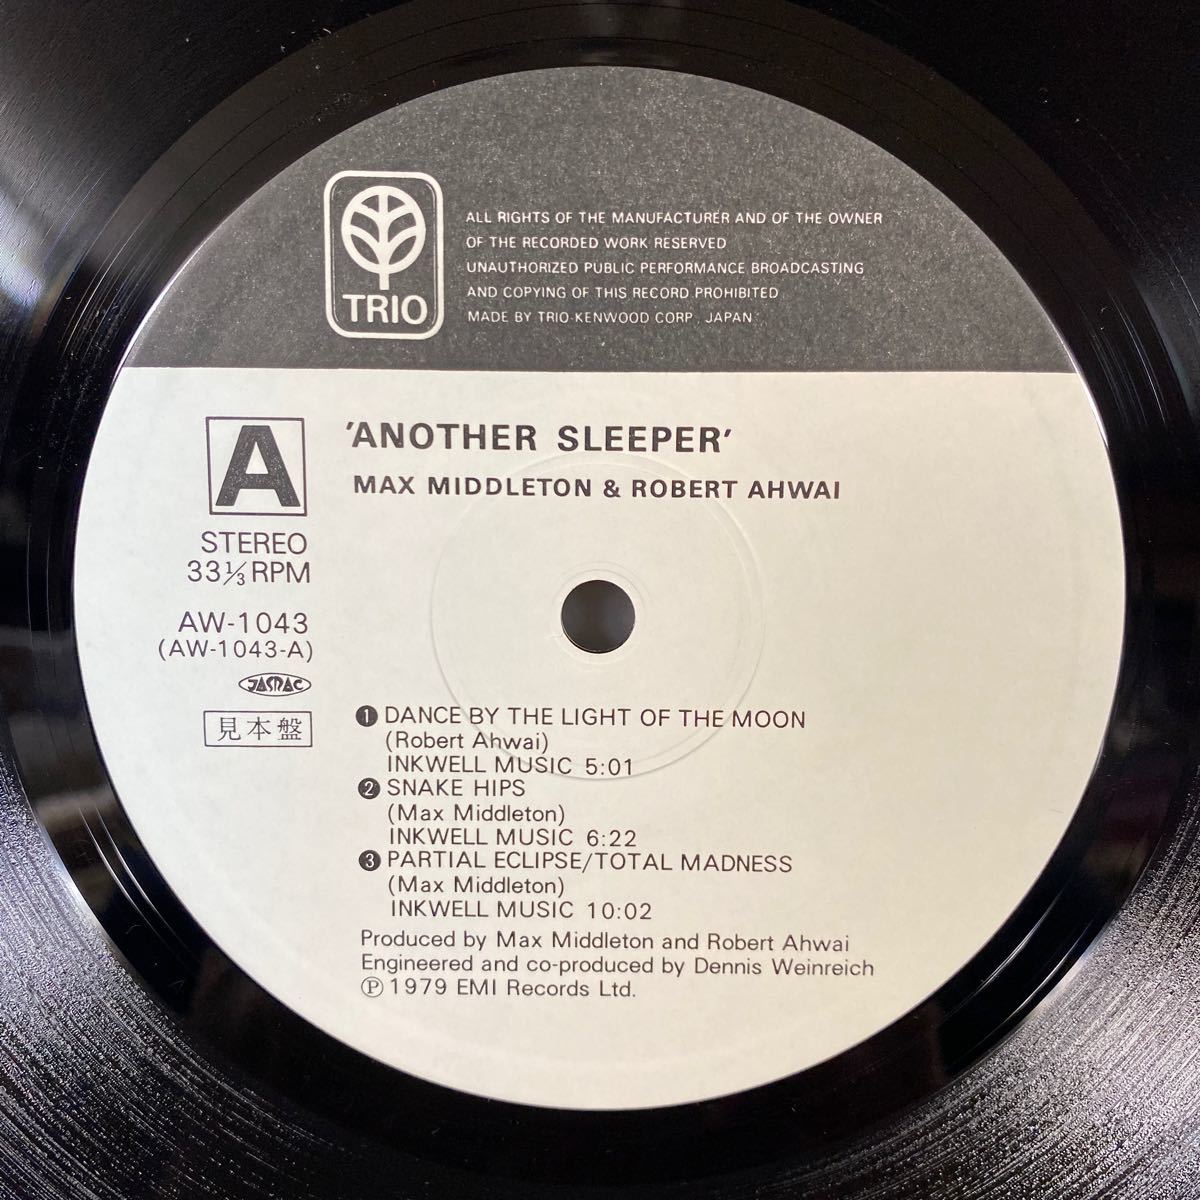 TRIO
ALL RIGHTS OF THE MANUFACTURER AND OF THE OWNER
OF THE RECORDED WORK RESERVED
UNAUTHORIZED PUBLIC PERFORMANCE BROADCASTING
AND COPYING OF THIS RECORD PROHIBITED
MADE BY TRIO-KENWOOD CORP. JAPAN
A
'ANOTHER SLEEPER'
MAX MIDDLETON & ROBERT AHWAI
STEREO
33⅓ RPM
AW-1043
(AW-1043-A)
JASRAC
見本盤
❶ DANCE BY THE LIGHT OF THE MOON
(Robert Ahwai)
INKWELL MUSIC 5:01
❷ SNAKE HIPS
(Max Middleton)
INKWELL MUSIC 6:22
❸ PARTIAL ECLIPSE/TOTAL MADNESS
(Max Middleton)
INKWELL MUSIC 10:02
Produced by Max Middleton and Robert Ahwai
Engineered and co-produced by Dennis Weinreich
℗ 1979 EMI Records Ltd.